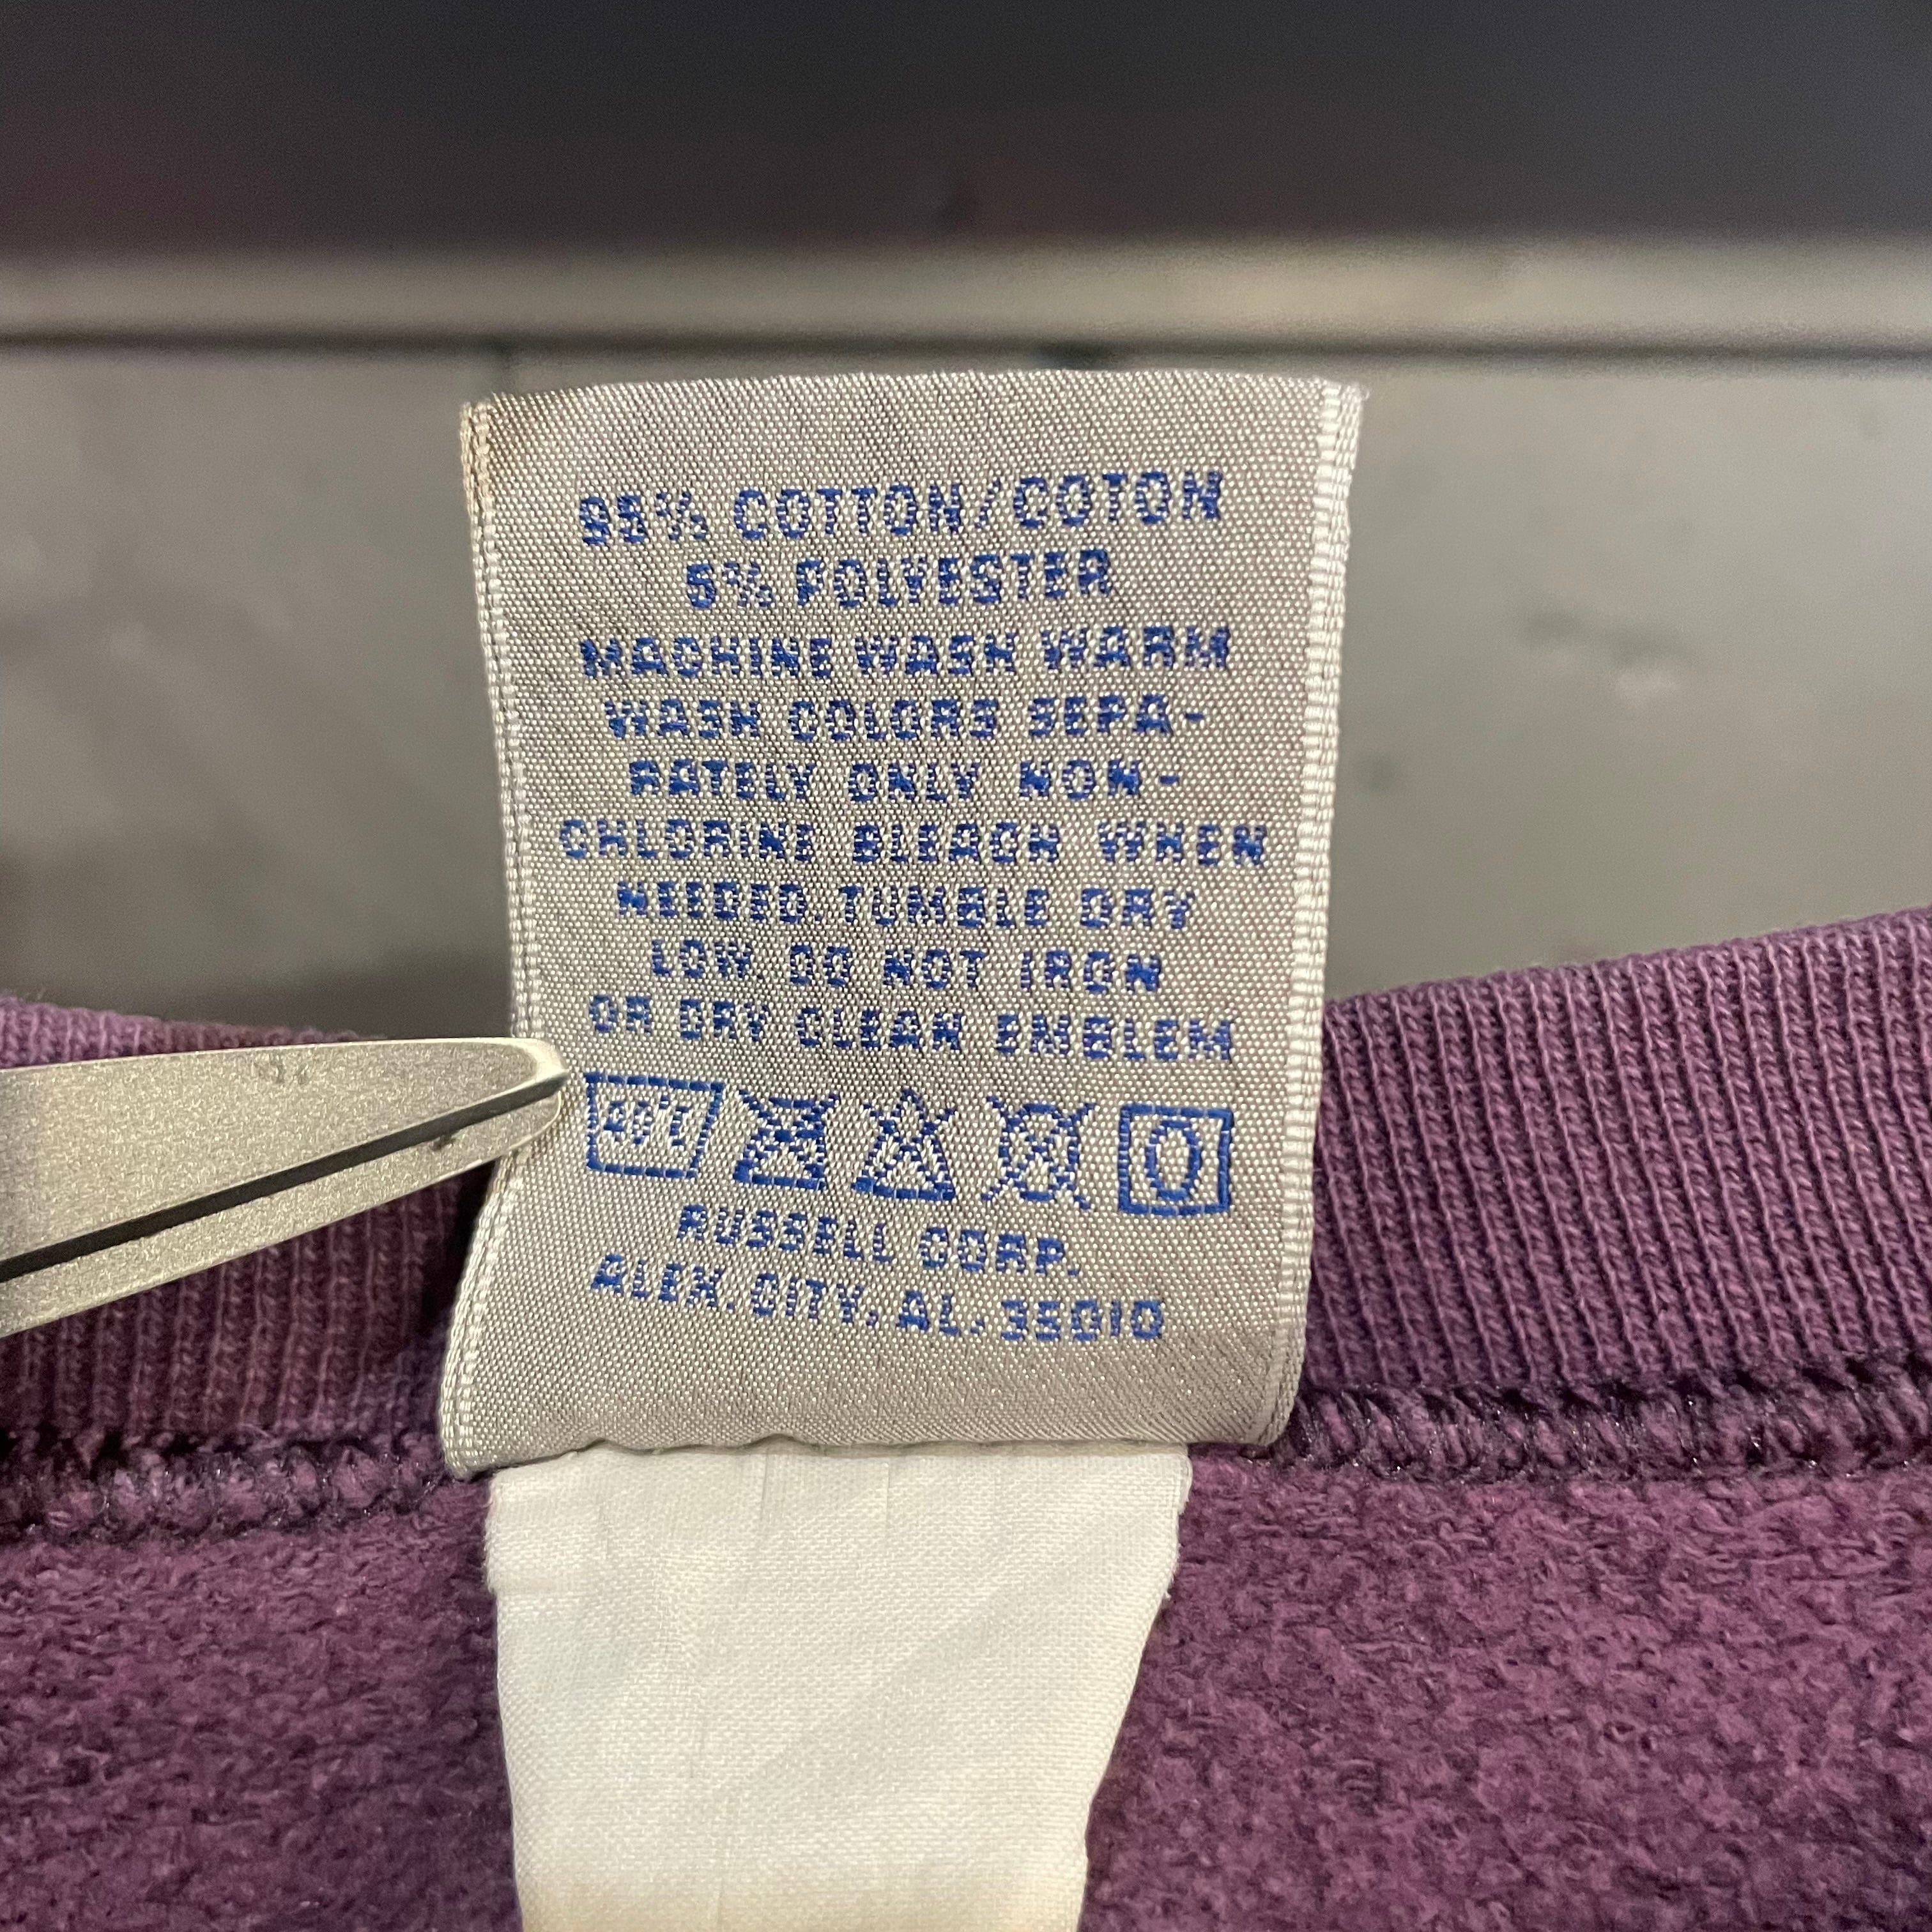 95% COTTON/COTON
5% POLYESTER
MACHINE WASH WARM
WASH COLORS SEPA-
RATELY ONLY NON-
CHLORINE BLEACH WHEN
NEEDED. TUMBLE DRY
LOW. DO NOT IRON
OR DRY CLEAN EMBLEM
40°C
RUSSELL CORP.
ALEX. CITY, AL. 35010